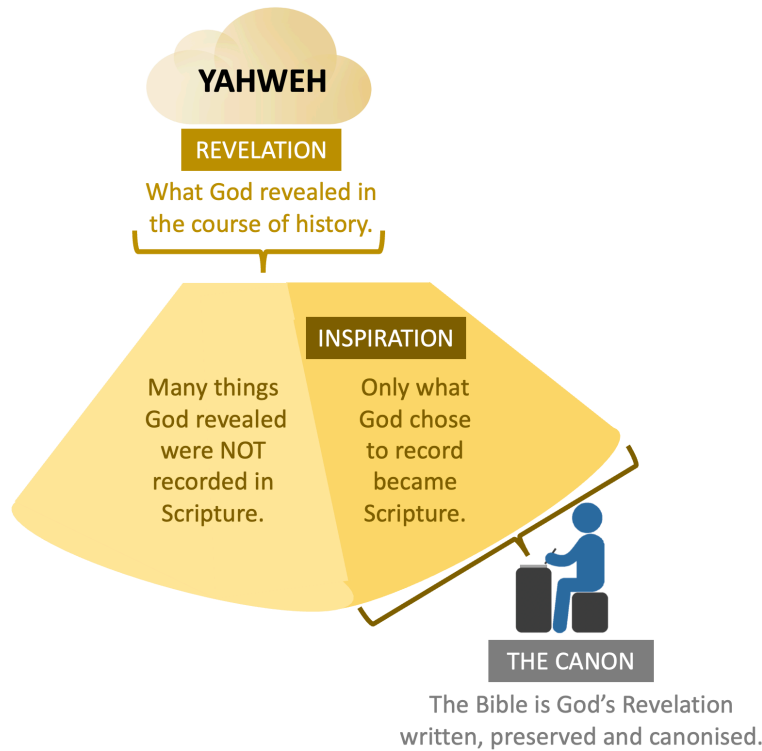 YAHWEH
REVELATION
What God revealed in
the course of history.
INSPIRATION
Many things
God revealed
were NOT
recorded in
Scripture.
Only what
God chose
to record
became
Scripture.
THE CANON
The Bible is God’s Revelation
written, preserved and canonised.